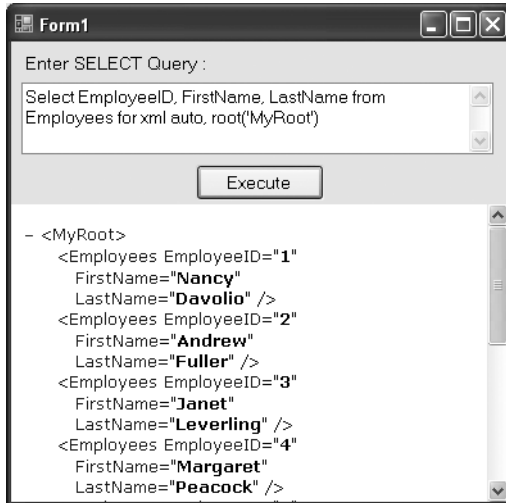 Form1
Enter SELECT Query :
Select EmployeeID, FirstName, LastName from
Employees for xml auto, root('MyRoot')
Execute
– <MyRoot>
<Employees EmployeeID="1"
FirstName="Nancy"
LastName="Davolio" />
<Employees EmployeeID="2"
FirstName="Andrew"
LastName="Fuller" />
<Employees EmployeeID="3"
FirstName="Janet"
LastName="Leverling" />
<Employees EmployeeID="4"
FirstName="Margaret"
LastName="Peacock" />